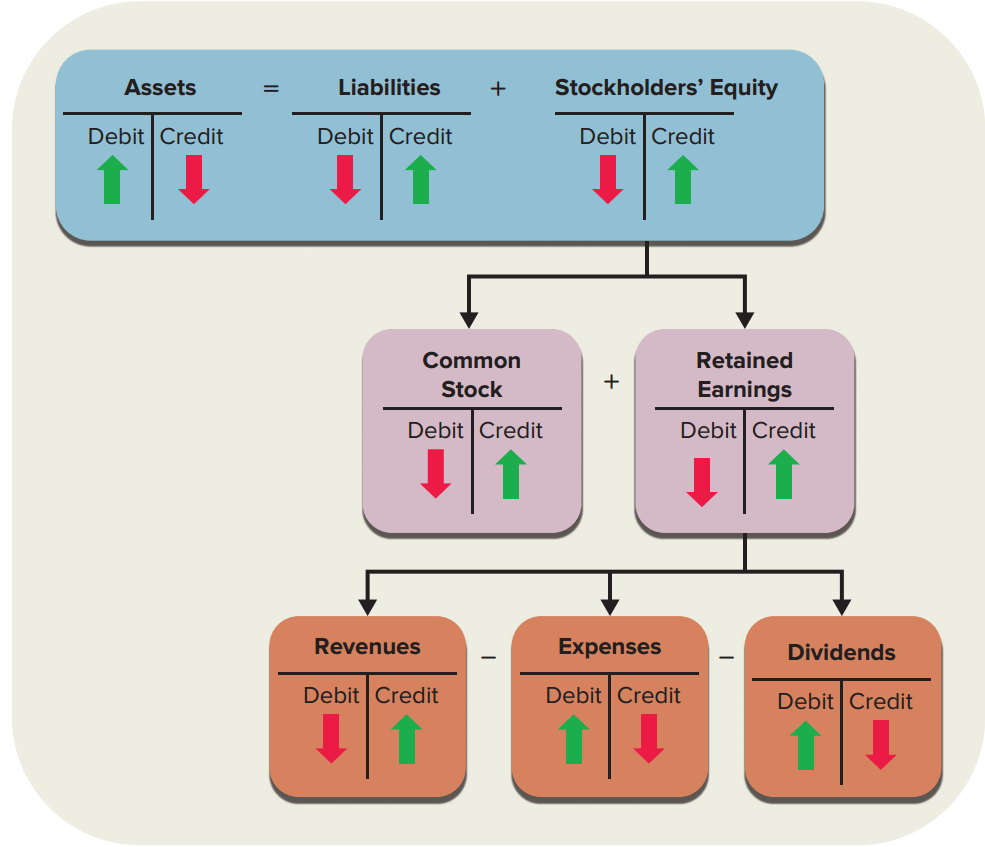 Assets = Liabilities + Stockholders’ Equity
Debit Credit Debit Credit Debit Credit
Common Stock + Retained Earnings
Debit Credit Debit Credit
Revenues − Expenses − Dividends
Debit Credit Debit Credit Debit Credit